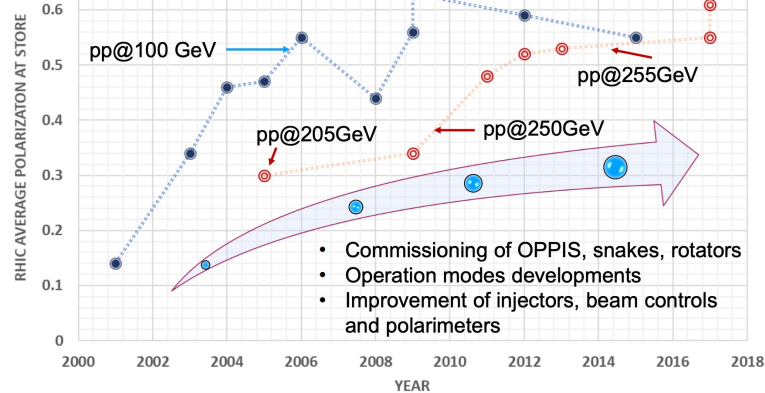 RHIC AVERAGE POLARIZATON AT STORE
0.6
0.5
0.4
0.3
0.2
0.1
0
pp@100 GeV
pp@255GeV
pp@205GeV
pp@250GeV
• Commissioning of OPPIS, snakes, rotators
• Operation modes developments
• Improvement of injectors, beam controls
and polarimeters
2000 2002 2004 2006 2008 2010 2012 2014 2016 2018
YEAR